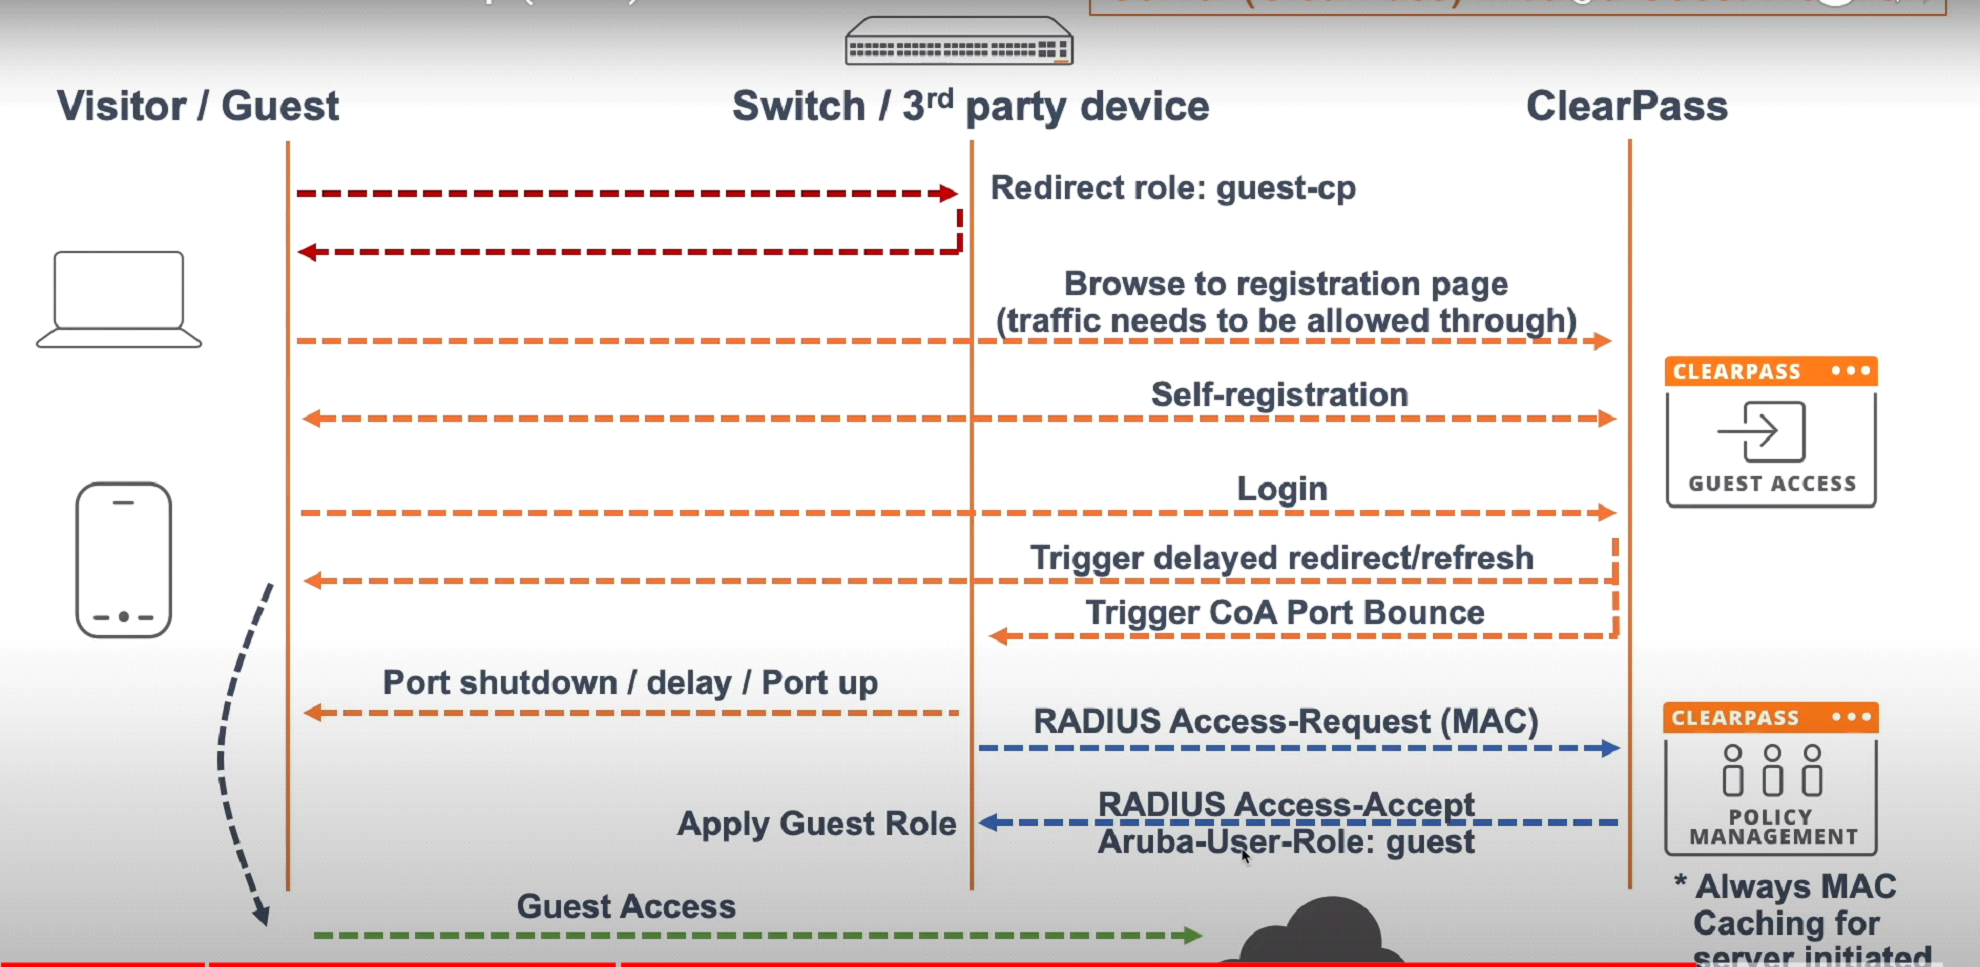 Visitor / Guest
Switch / 3rd party device
ClearPass
Redirect role: guest-cp
Browse to registration page
(traffic needs to be allowed through)
Self-registration
CLEARPASS
GUEST ACCESS
Login
Trigger delayed redirect/refresh
Trigger CoA Port Bounce
Port shutdown / delay / Port up
RADIUS Access-Request (MAC)
CLEARPASS
POLICY
MANAGEMENT
RADIUS Access-Accept
Apply Guest Role
Aruba-User-Role: guest
* Always MAC
Caching for
server initiated
Guest Access